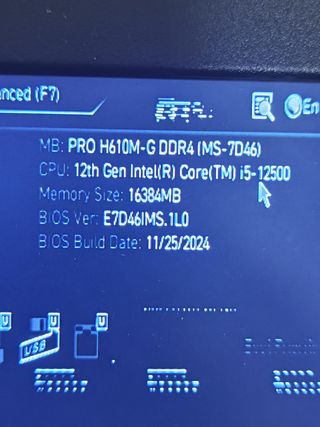 anced (F7)
En
MB: PRO H610M-G DDR4 (MS-7D46)
CPU: 12th Gen Intel(R) Core(TM) i5-12500
Memory Size: 16384MB
BIOS Ver: E7D46IMS.1L0
BIOS Build Date: 11/25/2024
U U U
USB